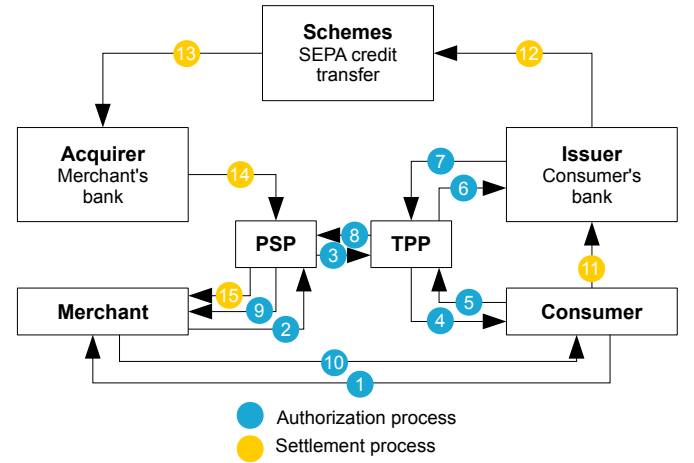 Schemes
SEPA credit
transfer
13
12
Acquirer
Merchant's
bank
Issuer
Consumer's
bank
7
14
6
PSP
8
3
TPP
11
15
9
2
5
4
Merchant
Consumer
10
1
Authorization process
Settlement process